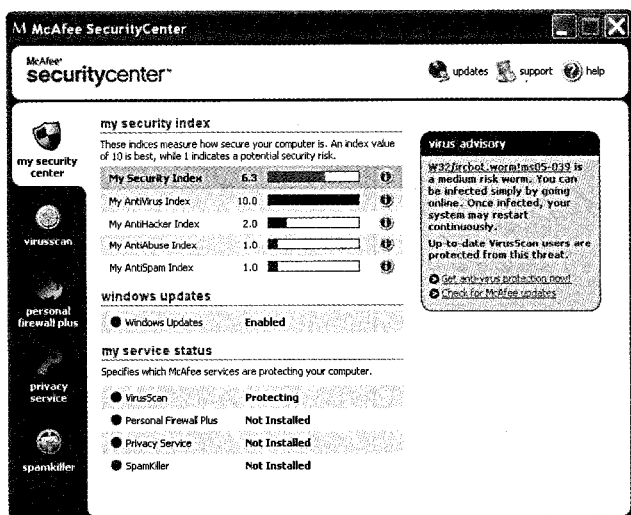 M McAfee SecurityCenter
McAfee®
securitycenter™
updates support help
my security
center
virusscan
personal
firewall plus
privacy
service
spamkiller
my security index
These indices measure how secure your computer is. An index value
of 10 is best, while 1 indicates a potential security risk.
My Security Index 6.3
My AntiVirus Index 10.0
My AntiHacker Index 2.0
My AntiAbuse Index 1.0
My AntiSpam Index 1.0
windows updates
Windows Updates Enabled
my service status
Specifies which McAfee services are protecting your computer.
VirusScan Protecting
Personal Firewall Plus Not Installed
Privacy Service Not Installed
SpamKiller Not Installed
virus advisory
W32/ircbot.worm!ms05-039 is
a medium risk worm. You can
be infected simply by going
online. Once infected, your
system may restart
continuously.
Up-to-date VirusScan users are
protected from this threat.
Get anti-virus protection now!
Check for McAfee updates